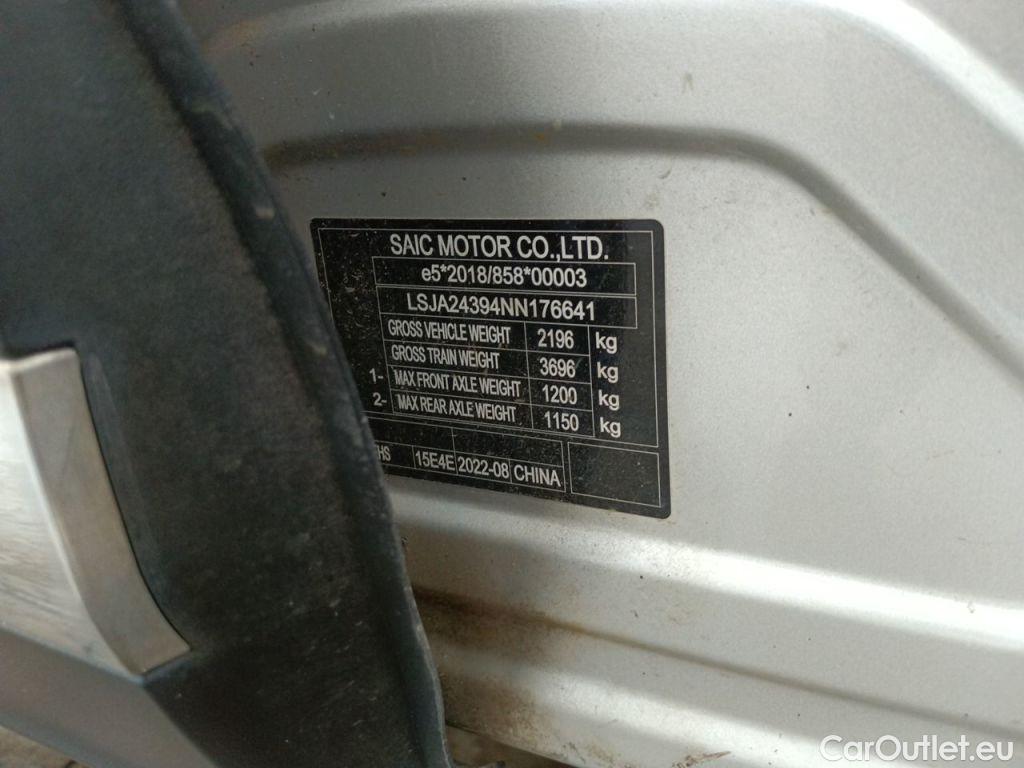 SAIC MOTOR CO.,LTD.
e5*2018/858*00003
LSJA24394NN176641
GROSS VEHICLE WEIGHT 2196 kg
GROSS TRAIN WEIGHT 3696 kg
1- MAX FRONT AXLE WEIGHT 1200 kg
2- MAX REAR AXLE WEIGHT 1150 kg
HS 15E4E 2022-08 CHINA
CarOutlet.eu